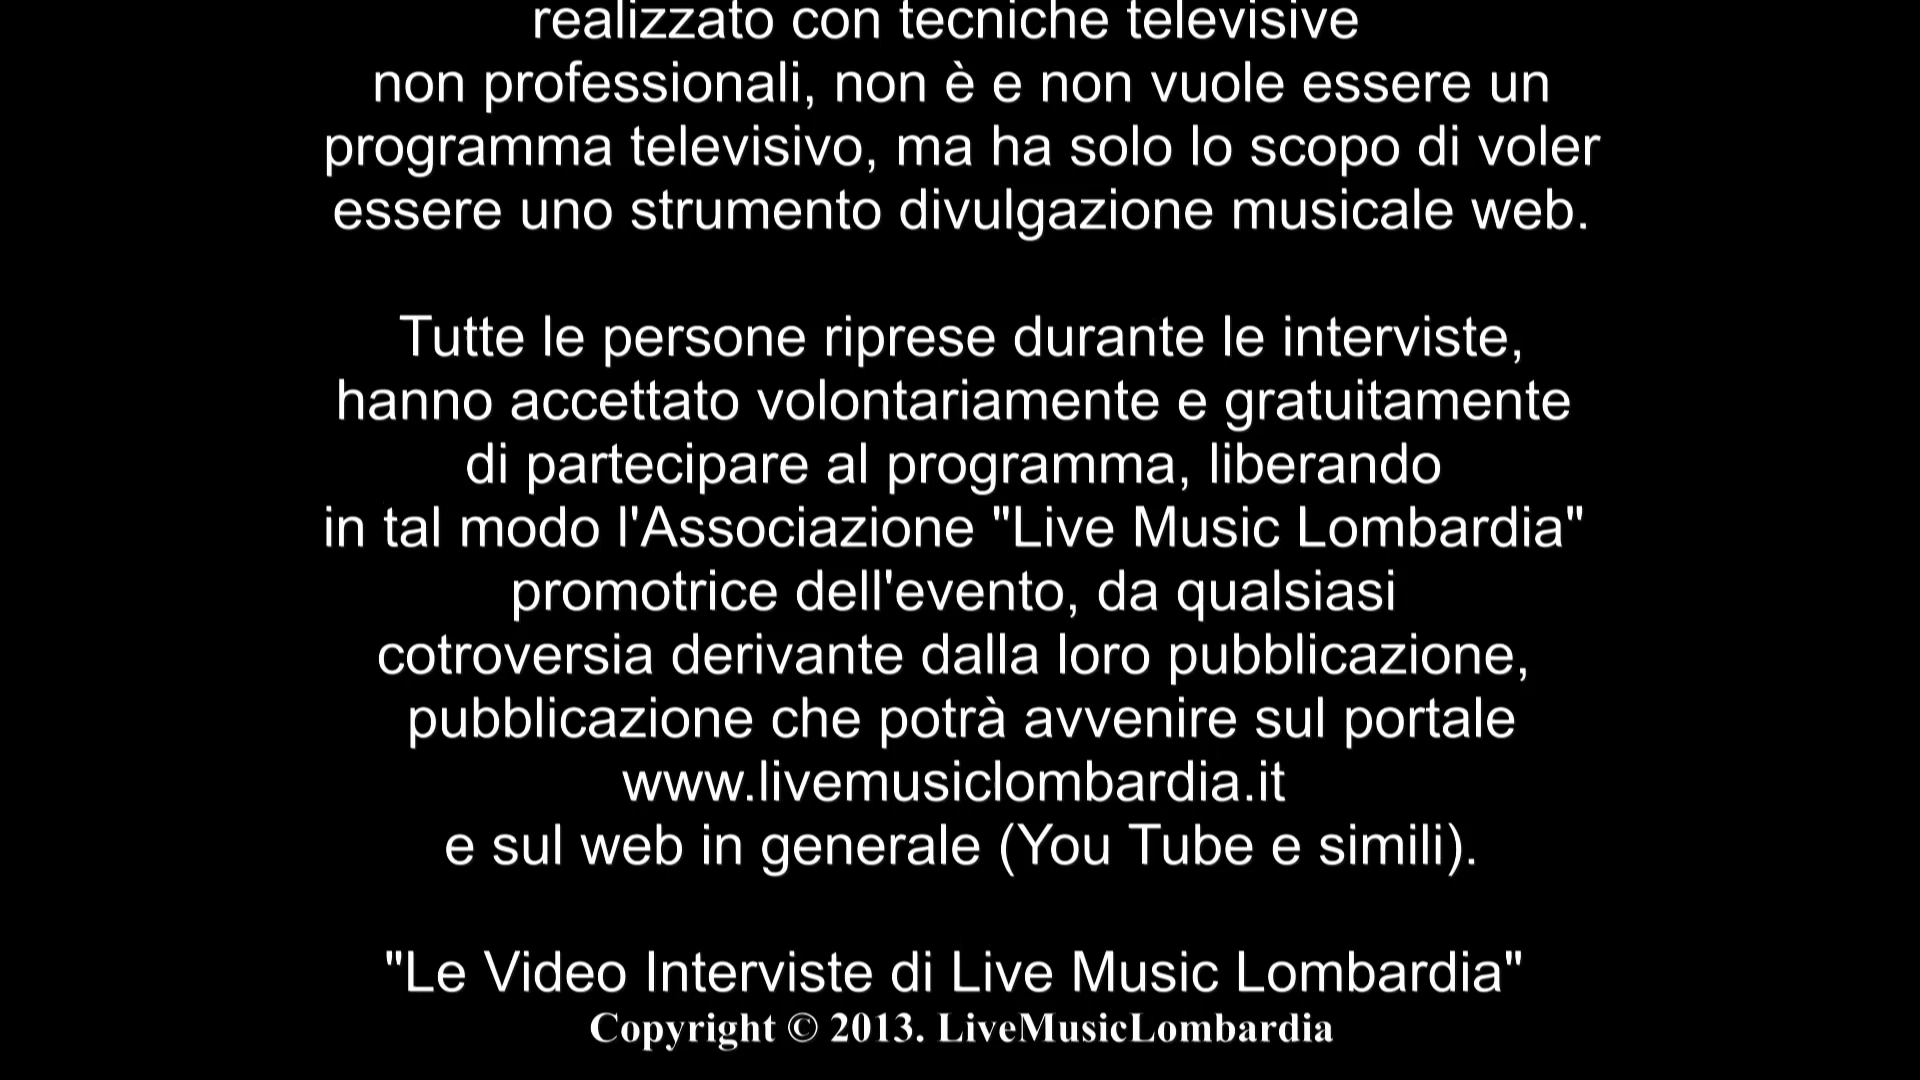 realizzato con tecniche televisive
non professionali, non è e non vuole essere un
programma televisivo, ma ha solo lo scopo di voler
essere uno strumento divulgazione musicale web.
Tutte le persone riprese durante le interviste,
hanno accettato volontariamente e gratuitamente
di partecipare al programma, liberando
in tal modo l'Associazione "Live Music Lombardia"
promotrice dell'evento, da qualsiasi
cotroversia derivante dalla loro pubblicazione,
pubblicazione che potrà avvenire sul portale
www.livemusiclombardia.it
e sul web in generale (You Tube e simili).
"Le Video Interviste di Live Music Lombardia"
Copyright © 2013. LiveMusicLombardia